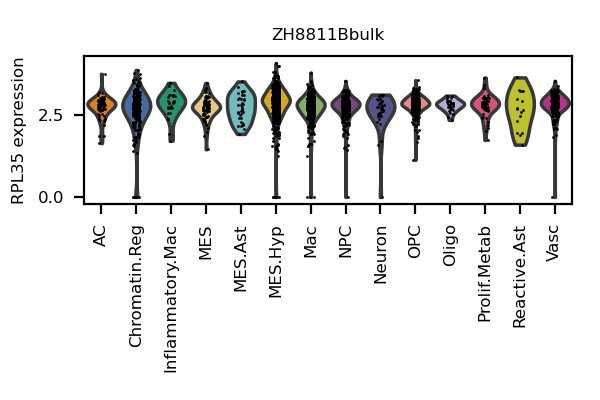 ZH8811Bbulk
RPL35 expression
2.5
0.0
AC
Chromatin.Reg
Inflammatory.Mac
MES
MES.Ast
MES.Hyp
Mac
NPC
Neuron
OPC
Oligo
Prolif.Metab
Reactive.Ast
Vasc